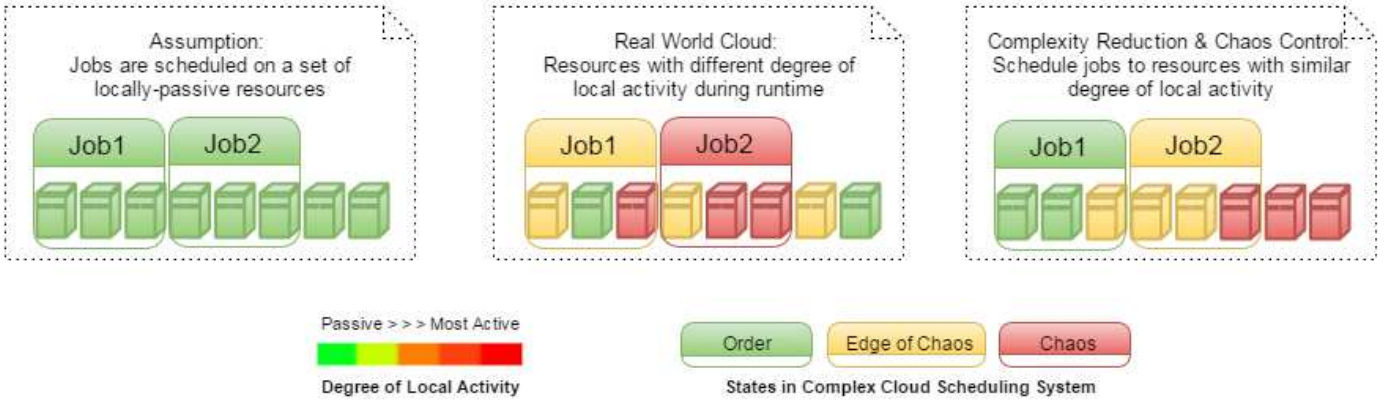 Assumption:
Jobs are scheduled on a set of
locally-passive resources
Job1
Job2
Real World Cloud:
Resources with different degree of
local activity during runtime
Job1
Job2
Complexity Reduction & Chaos Control:
Schedule jobs to resources with similar
degree of local activity
Job1
Job2
Passive > > > Most Active
Degree of Local Activity
Order
Edge of Chaos
Chaos
States in Complex Cloud Scheduling System